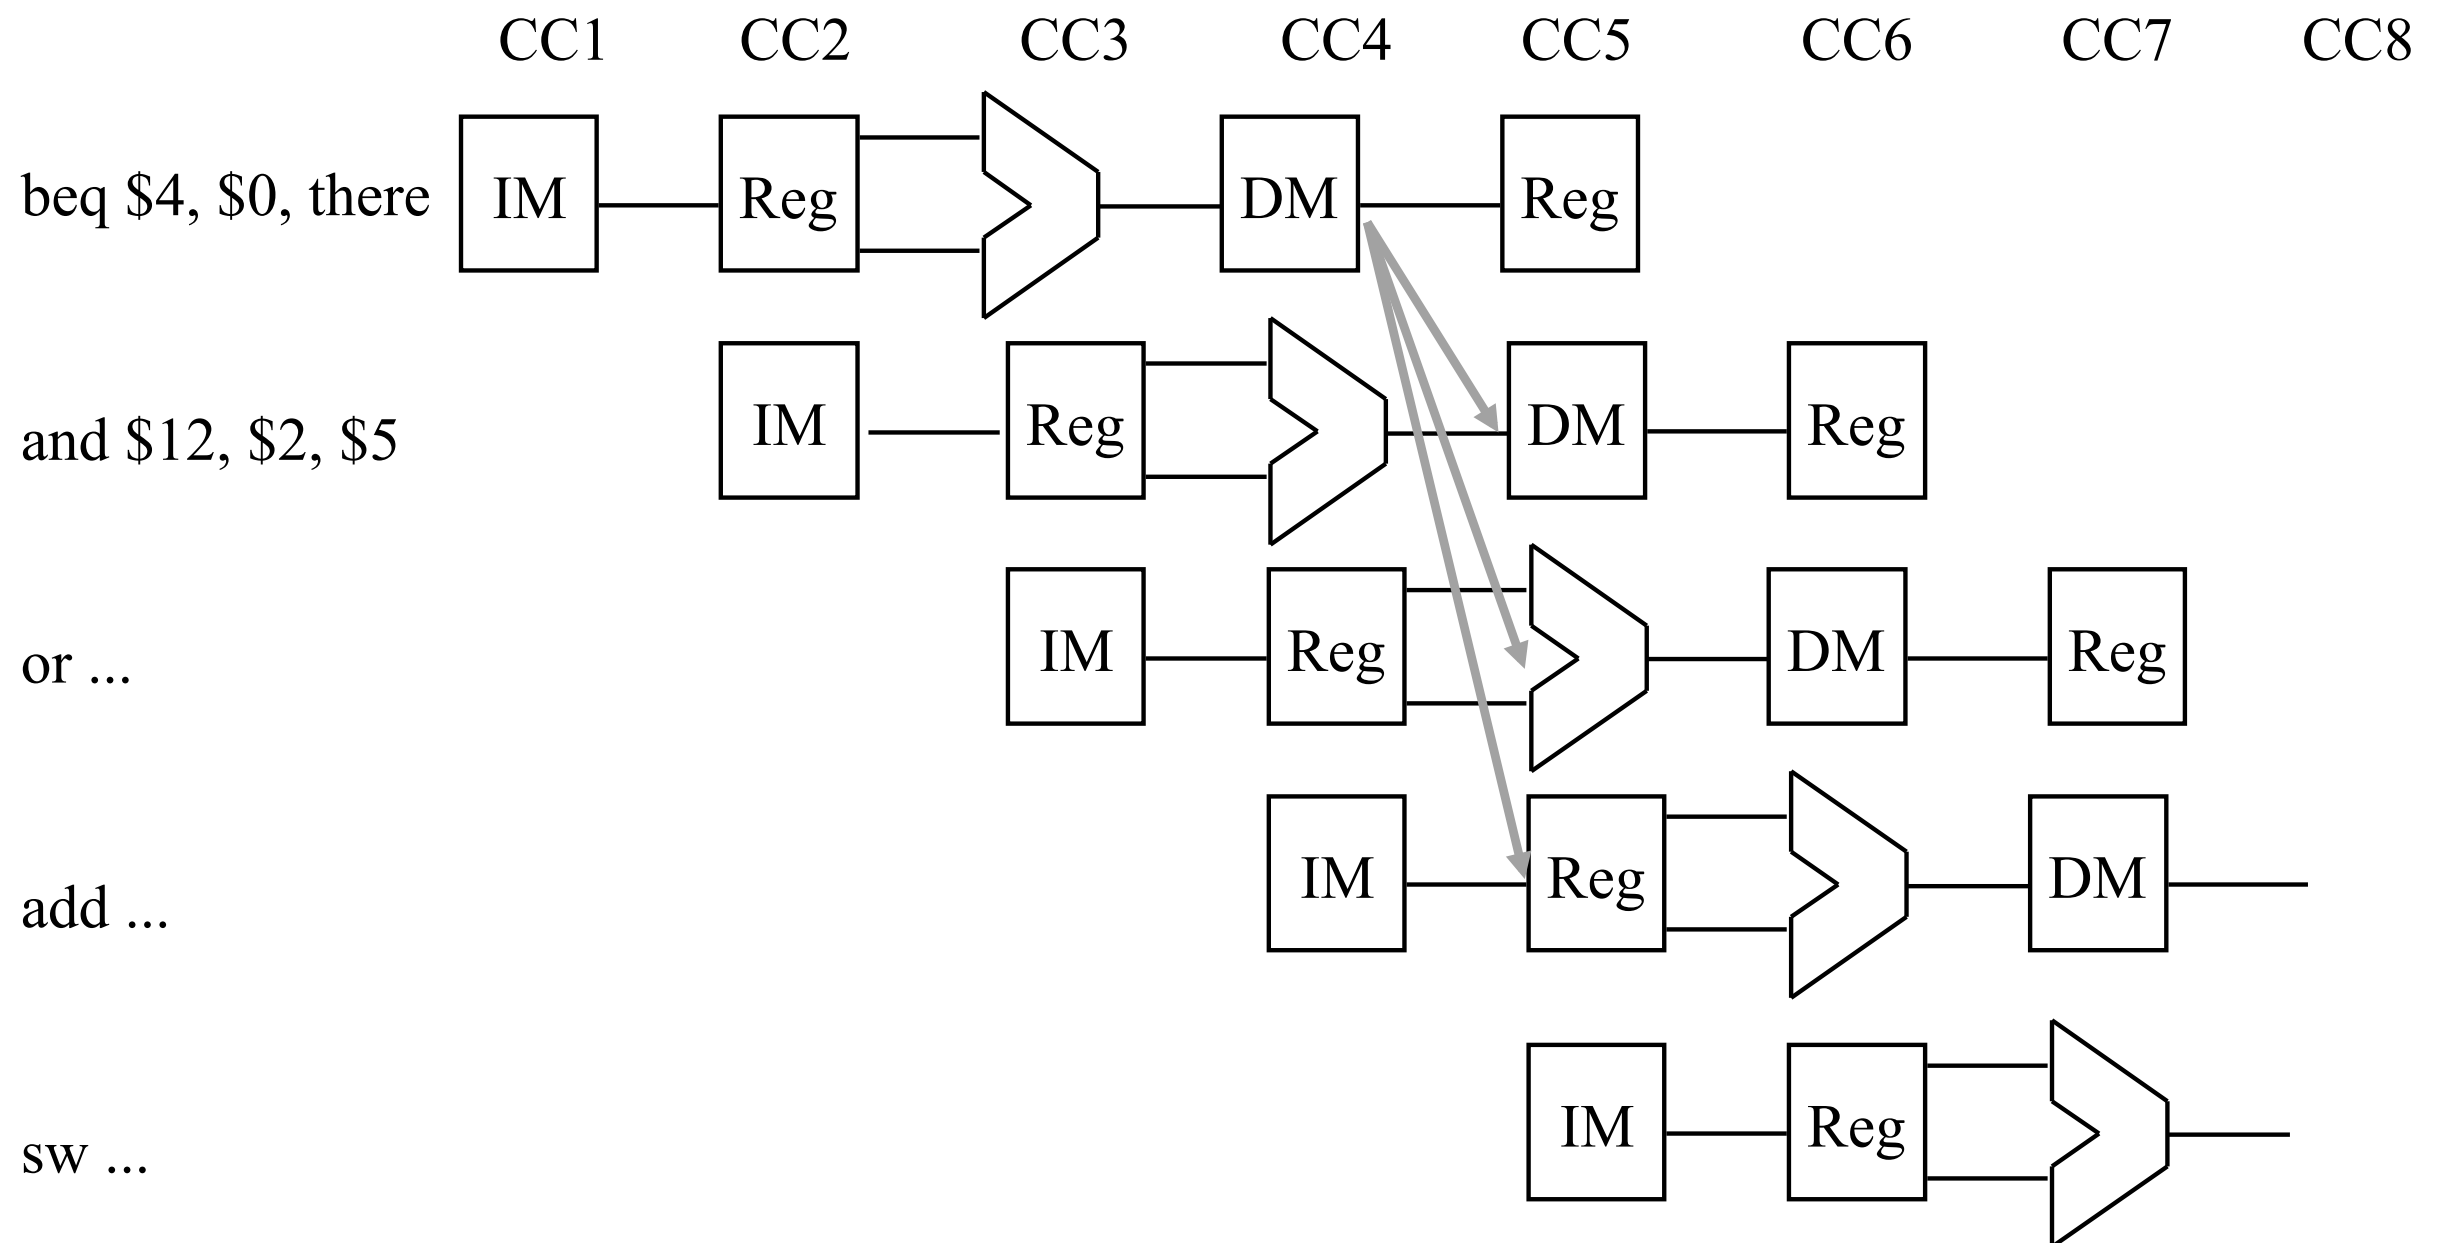 CC1 CC2 CC3 CC4 CC5 CC6 CC7 CC8
beq $4, $0, there IM Reg DM Reg
and $12, $2, $5 IM Reg DM Reg
or ... IM Reg DM Reg
add ... IM Reg DM
sw ... IM Reg